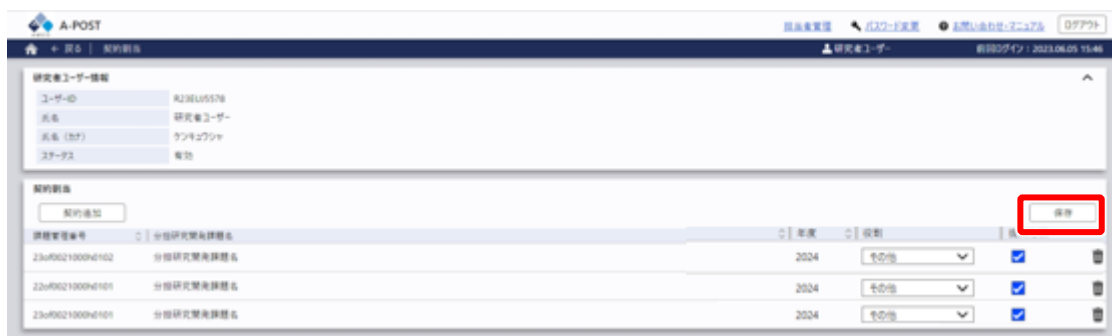 A-POST
担当者管理 パスワード変更 お問い合わせ・マニュアル ログアウト
← 戻る | 契約割当 研究者ユーザー 前回ログイン：2023.06.05 15:46
研究者ユーザー情報
ユーザーID R23EUU5578
氏名 研究者ユーザー
氏名（カナ） ケンキュウシャ
ステータス 有効
契約割当
契約追加 保存
課題管理番号 分担研究開発課題名 年度 役割
23of0021000h0102 分担研究開発課題名 2024 その他
22of0021000h0101 分担研究開発課題名 2024 その他
23of0021000h0101 分担研究開発課題名 2024 その他